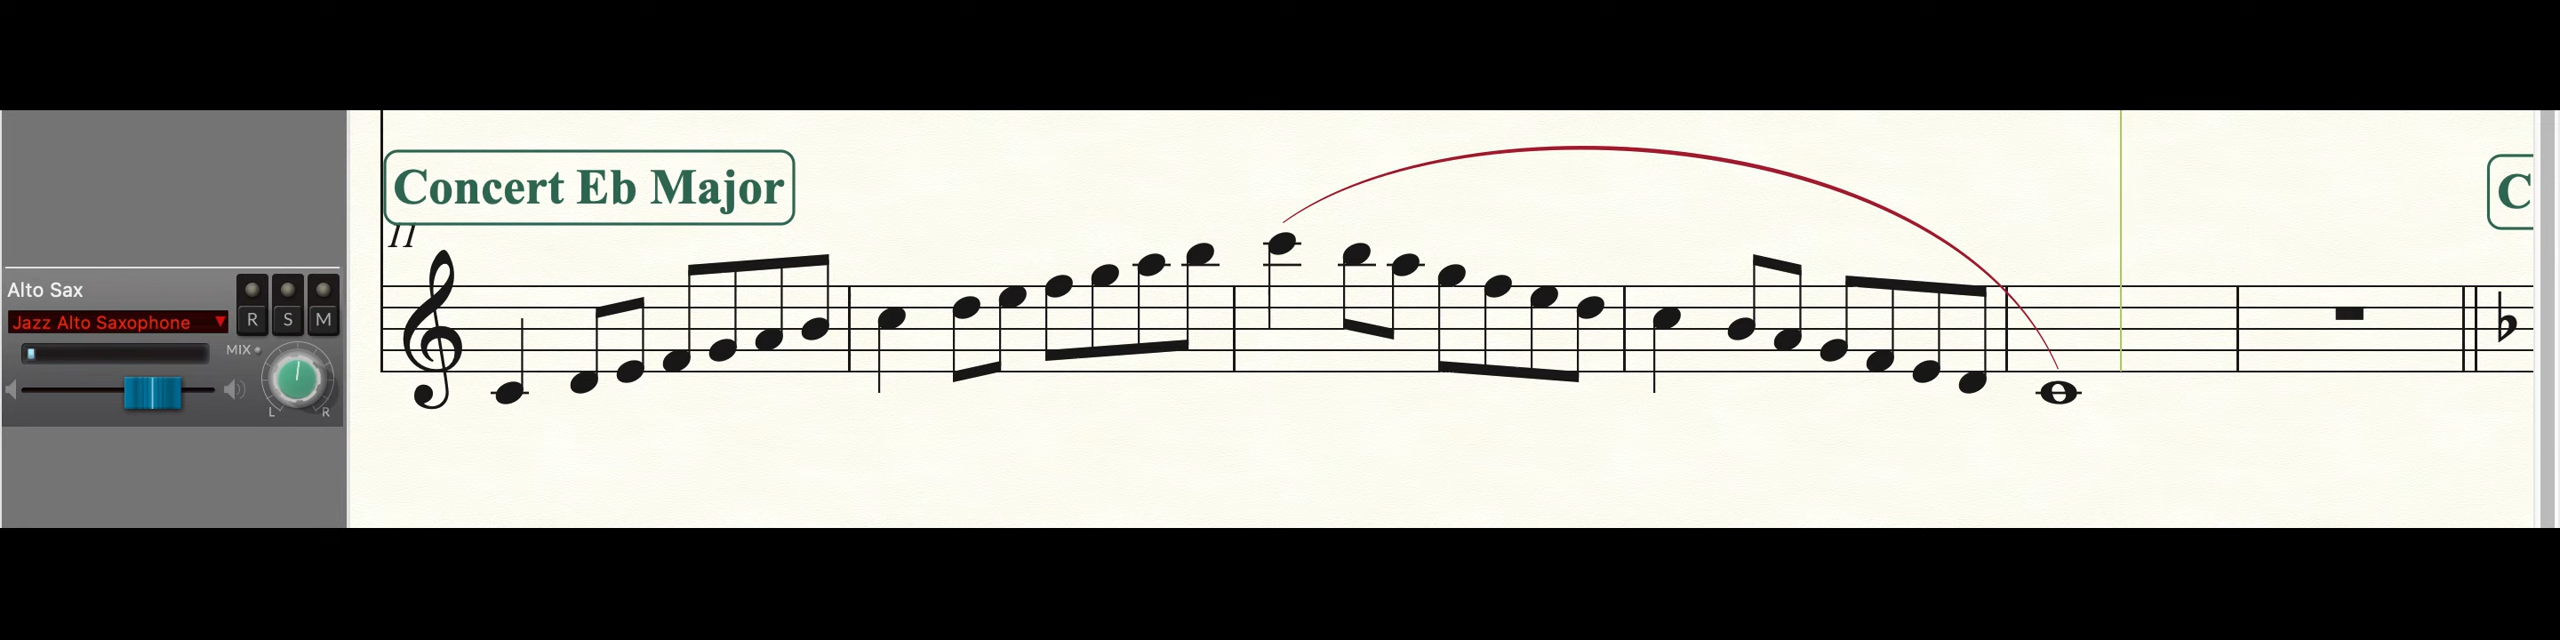 Concert Eb Major
C
11
Alto Sax
R S M
Jazz Alto Saxophone
MIX
L R